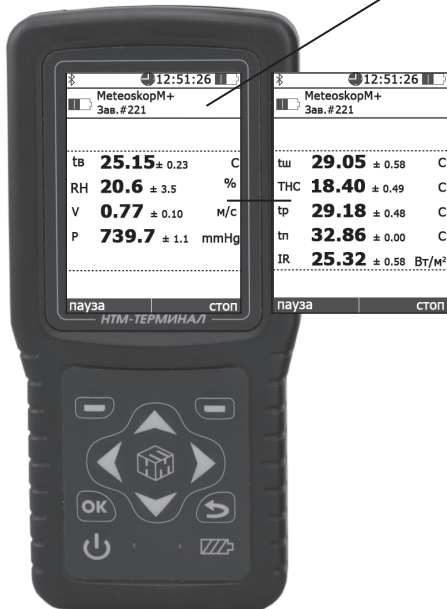 12:51:26
MeteoskopM+
Зав.#221
tв 25.15 ± 0.23 C
RH 20.6 ± 3.5 %
V 0.77 ± 0.10 м/с
P 739.7 ± 1.1 mmHg
пауза стоп
12:51:26
MeteoskopM+
Зав.#221
tш 29.05 ± 0.58 C
ТНС 18.40 ± 0.49 C
tр 29.18 ± 0.48 C
tп 32.86 ± 0.00 C
IR 25.32 ± 0.58 Вт/м²
пауза стоп
НТМ-ТЕРМИНАЛ
OK